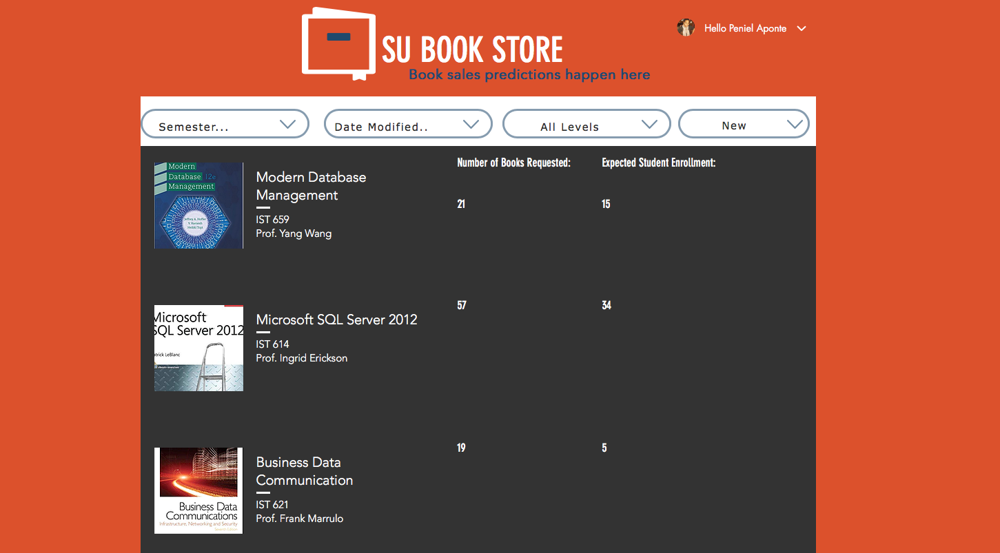 SU BOOK STORE
Book sales predictions happen here
Hello Peniel Aponte
Semester...
Date Modified..
All Levels
New
Number of Books Requested:
Expected Student Enrollment:
Modern
Database 12e
Management
Jeffrey A. Hoffer
V. Ramesh
Heikki Topi
Modern Database
Management
IST 659
Prof. Yang Wang
21
15
Microsoft
SQL Server 2012
atrick LeBlanc
Microsoft SQL Server 2012
IST 614
Prof. Ingrid Erickson
57
34
Business Data
Communications
Infrastructure, Networking and Security
Seventh Edition
Business Data
Communication
IST 621
Prof. Frank Marrulo
19
5